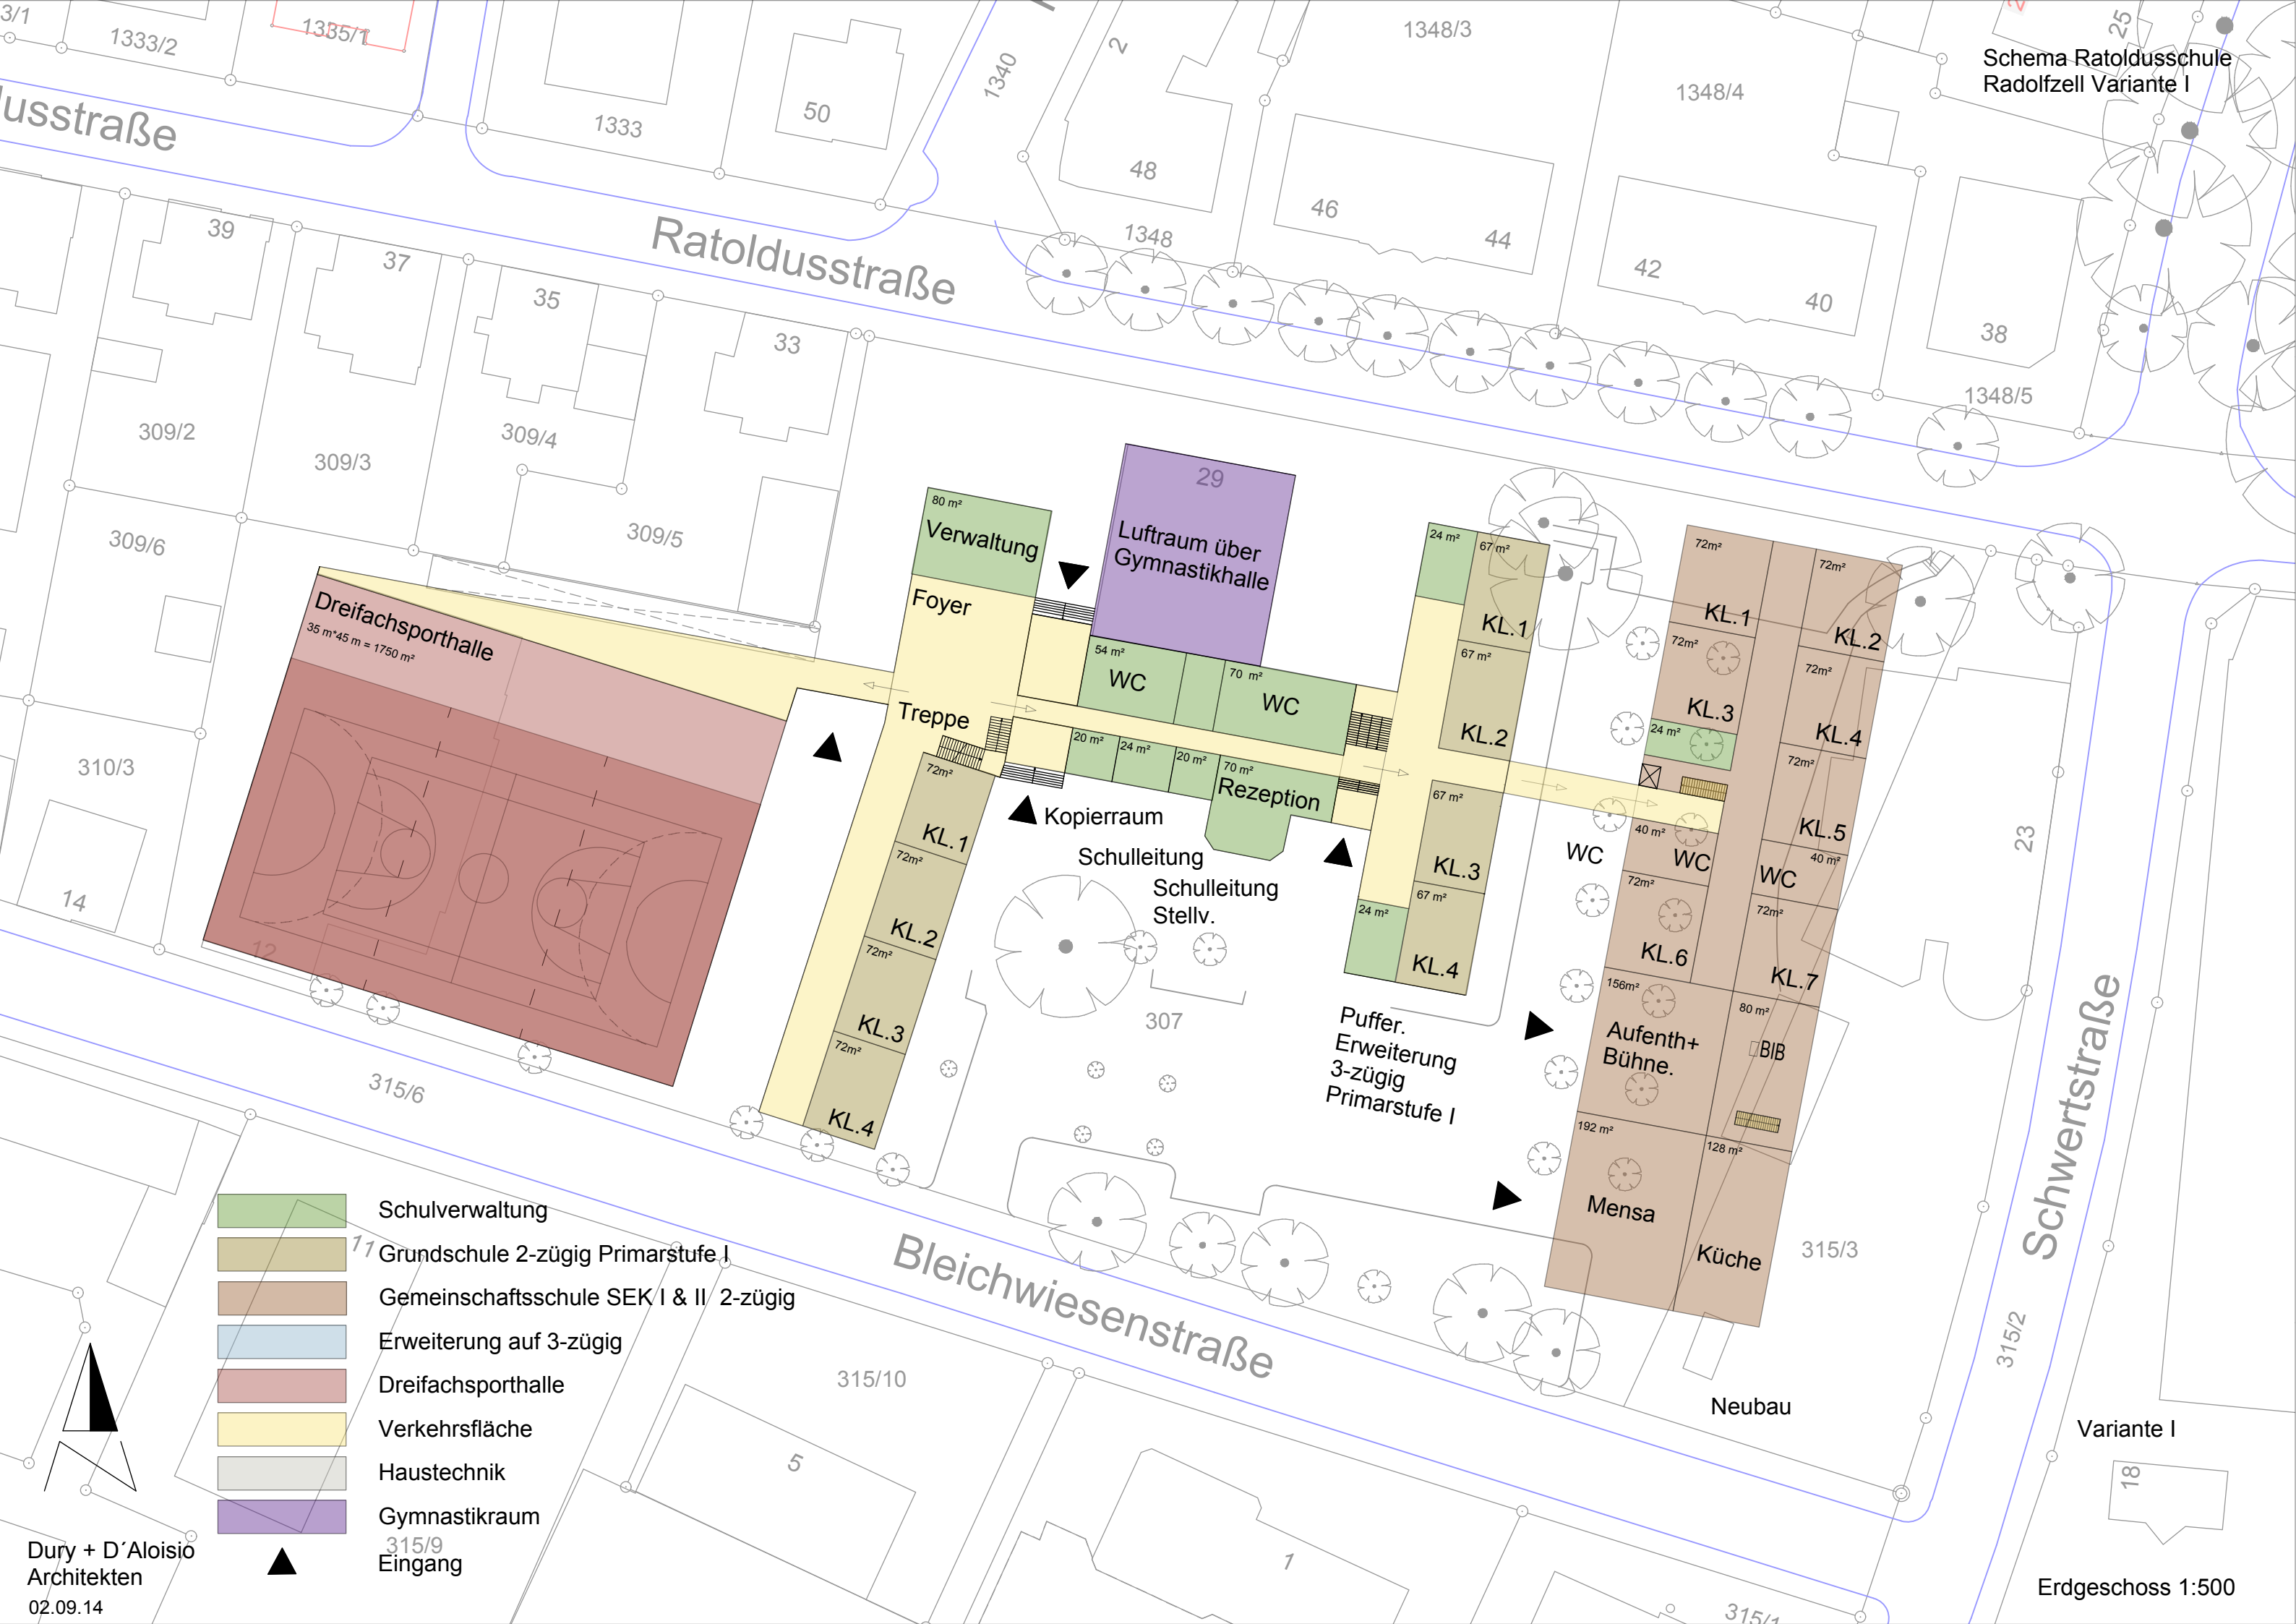 3/1
1333/2
1335/1
1333
50
1340
2
48
1348/3
1348/4
25
Schema Ratoldusschule
Radolfzell Variante I
lusstraße
Ratoldusstraße
1348
46
44
42
40
38
1348/5
39
37
35
33
309/2
309/3
309/4
309/5
309/6
310/3
14
12
29
Luftraum über
Gymnastikhalle
80 m²
Verwaltung
Foyer
Treppe
Dreifachsporthalle
35 m*45 m = 1750 m²
54 m²
WC
70 m²
WC
20 m²
24 m²
20 m²
70 m²
Rezeption
Kopierraum
Schulleitung
Schulleitung
Stellv.
72m²
KL.1
72m²
KL.2
72m²
KL.3
72m²
KL.4
24 m²
67 m²
KL.1
67 m²
KL.2
67 m²
KL.3
67 m²
KL.4
24 m²
Puffer.
Erweiterung
3-zügig
Primarstufe I
307
72m²
KL.1
72m²
KL.2
72m²
KL.3
72m²
KL.4
24 m²
72m²
KL.5
WC
40 m²
WC
40 m²
WC
72m²
KL.6
72m²
KL.7
156m²
Aufenth+
Bühne.
80 m²
BIB
192 m²
Mensa
128 m²
Küche
Neubau
23
315/3
315/2
Schwertstraße
Bleichwiesenstraße
315/6
315/10
315/9
11
5
1
315/1
18
Schulverwaltung
Grundschule 2-zügig Primarstufe I
Gemeinschaftsschule SEK I & II 2-zügig
Erweiterung auf 3-zügig
Dreifachsporthalle
Verkehrsfläche
Haustechnik
Gymnastikraum
Eingang
Dury + D´Aloisio
Architekten
02.09.14
Variante I
Erdgeschoss 1:500